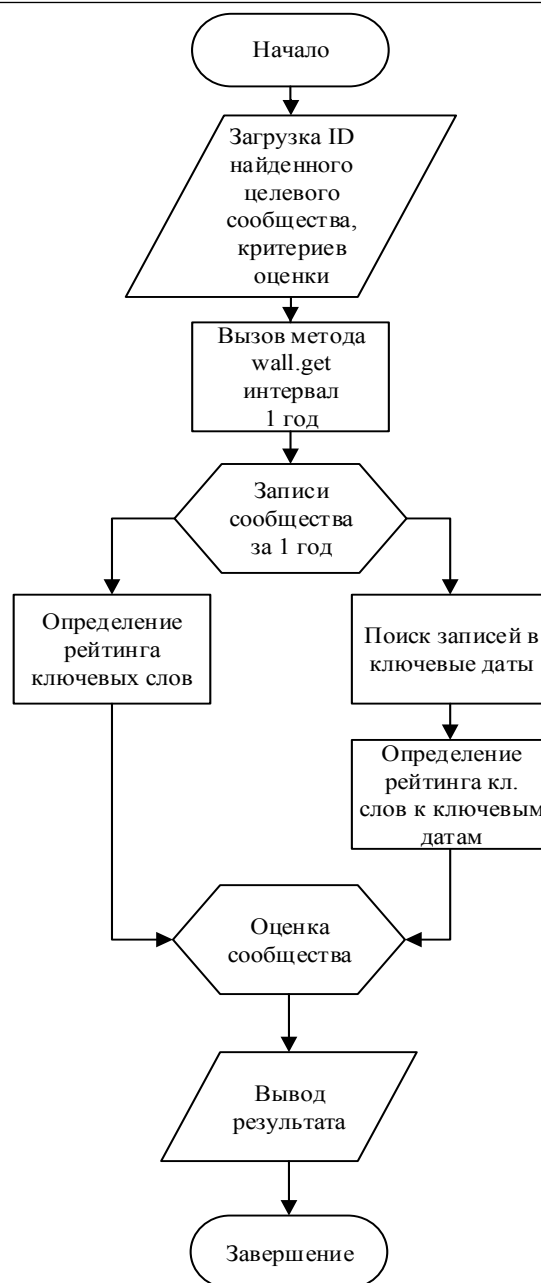 Начало
Загрузка ID
найденного
целевого
сообщества,
критериев
оценки
Вызов метода
wall.get
интервал
1 год
Записи
сообщества
за 1 год
Определение
рейтинга
ключевых слов
Поиск записей в
ключевые даты
Определение
рейтинга кл.
слов к ключевым
датам
Оценка
сообщества
Вывод
результата
Завершение